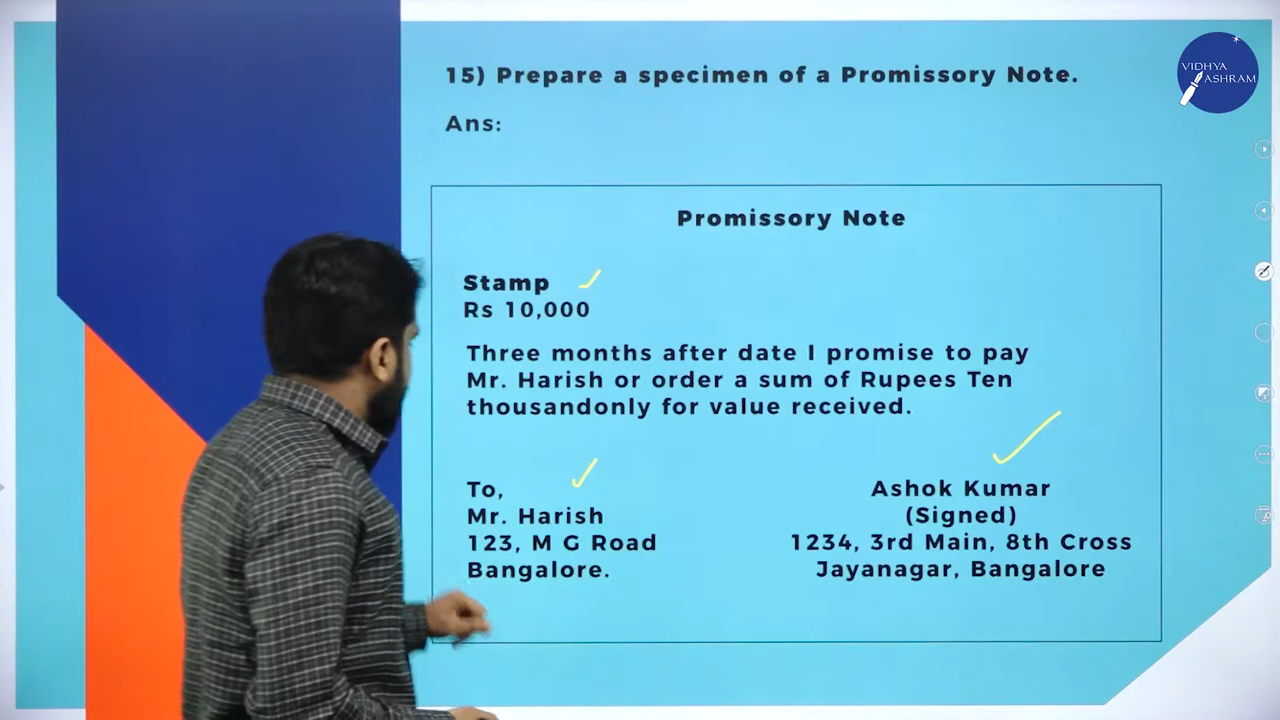 VIDHYA
ASHRAM
15) Prepare a specimen of a Promissory Note.
Ans:
Promissory Note
Stamp
Rs 10,000
Three months after date I promise to pay
Mr. Harish or order a sum of Rupees Ten
thousandonly for value received.
To,
Mr. Harish
123, M G Road
Bangalore.
Ashok Kumar
(Signed)
1234, 3rd Main, 8th Cross
Jayanagar, Bangalore